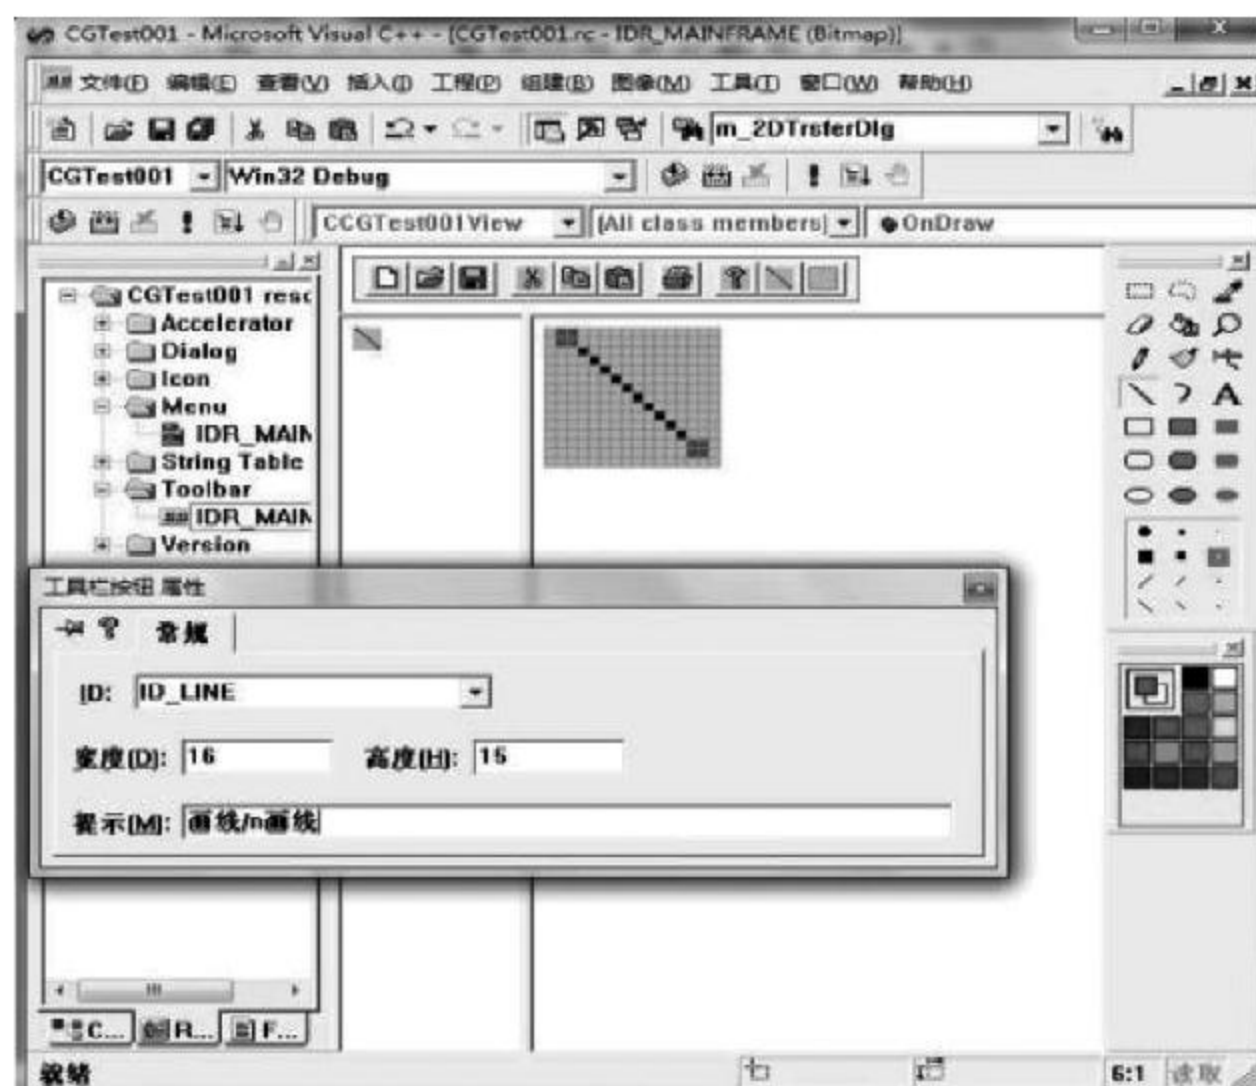 CGTest001 - Microsoft Visual C++ - [CGTest001.rc - IDR_MAINFRAME (Bitmap)]
文件(F) 编辑(E) 查看(V) 插入(I) 工程(P) 组建(B) 图像(M) 工具(T) 窗口(W) 帮助(H)
m_2DTrsferDlg
CGTest001 Win32 Debug
CCGTest001View [All class members] OnDraw
CGTest001 resc
Accelerator
Dialog
Icon
Menu
IDR_MAIN
String Table
Toolbar
IDR_MAIN
Version
工具栏按钮 属性
常规
ID: ID_LINE
宽度(D): 16 高度(H): 15
提示(M): 画线/n画线
C... R... F...
就绪 6:1 读取